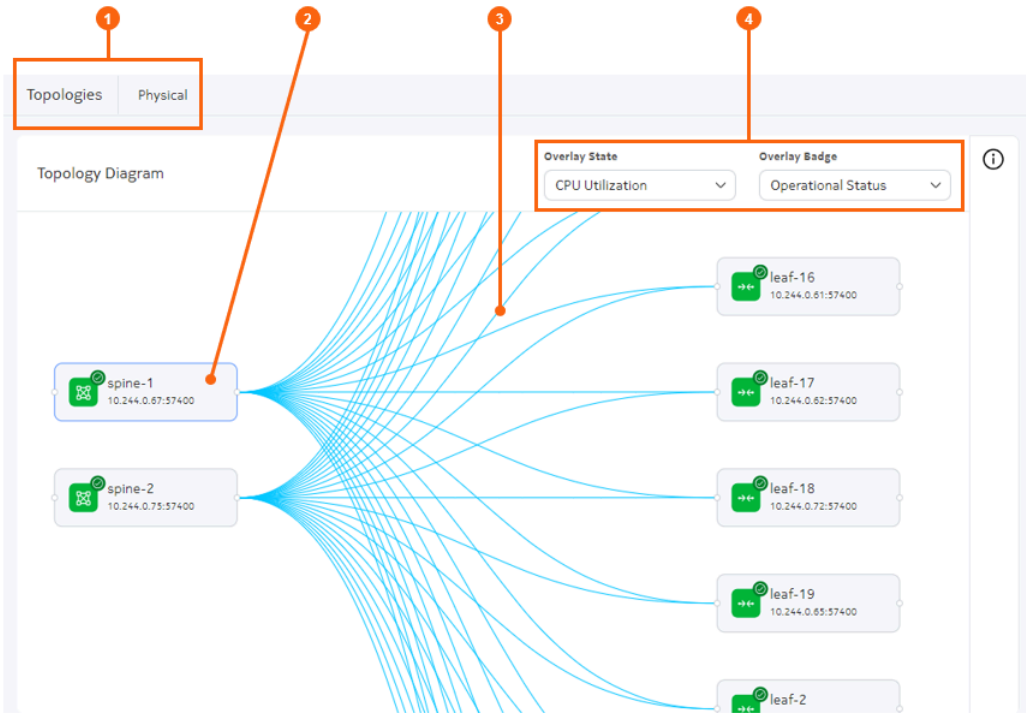 1
2
3
4
Topologies
Physical
Topology Diagram
Overlay State
Overlay Badge
CPU Utilization
Operational Status
leaf-16
10.244.0.61:57400
spine-1
10.244.0.67:57400
leaf-17
10.244.0.62:57400
spine-2
10.244.0.75:57400
leaf-18
10.244.0.72:57400
leaf-19
10.244.0.65:57400
leaf-2